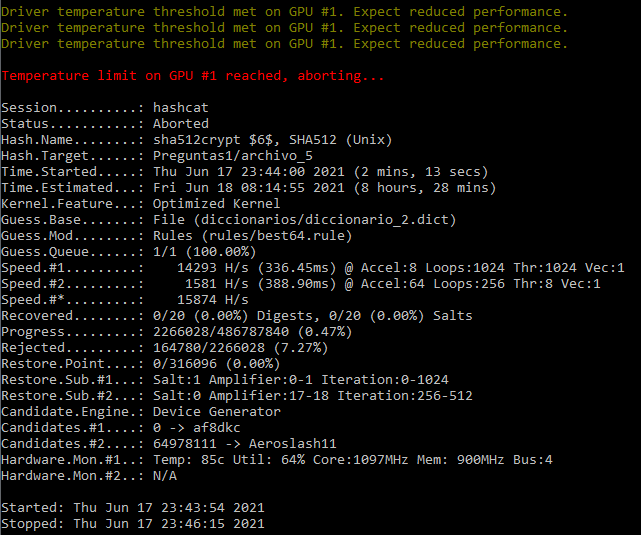 Driver temperature threshold met on GPU #1. Expect reduced performance.
Driver temperature threshold met on GPU #1. Expect reduced performance.
Driver temperature threshold met on GPU #1. Expect reduced performance.
Temperature limit on GPU #1 reached, aborting...
Session..........: hashcat
Status...........: Aborted
Hash.Name........: sha512crypt $6$, SHA512 (Unix)
Hash.Target......: Preguntas1/archivo_5
Time.Started.....: Thu Jun 17 23:44:00 2021 (2 mins, 13 secs)
Time.Estimated...: Fri Jun 18 08:14:55 2021 (8 hours, 28 mins)
Kernel.Feature...: Optimized Kernel
Guess.Base.......: File (diccionarios/diccionario_2.dict)
Guess.Mod........: Rules (rules/best64.rule)
Guess.Queue......: 1/1 (100.00%)
Speed.#1.........:    14293 H/s (336.45ms) @ Accel:8 Loops:1024 Thr:1024 Vec:1
Speed.#2.........:     1581 H/s (388.90ms) @ Accel:64 Loops:256 Thr:8 Vec:1
Speed.#*.........:    15874 H/s
Recovered........: 0/20 (0.00%) Digests, 0/20 (0.00%) Salts
Progress.........: 2266028/486787840 (0.47%)
Rejected.........: 164780/2266028 (7.27%)
Restore.Point....: 0/316096 (0.00%)
Restore.Sub.#1...: Salt:1 Amplifier:0-1 Iteration:0-1024
Restore.Sub.#2...: Salt:0 Amplifier:17-18 Iteration:256-512
Candidate.Engine.: Device Generator
Candidates.#1....: 0 -> af8dkc
Candidates.#2....: 64978111 -> Aeroslash11
Hardware.Mon.#1..: Temp: 85c Util: 64% Core:1097MHz Mem: 900MHz Bus:4
Hardware.Mon.#2..: N/A
Started: Thu Jun 17 23:43:54 2021
Stopped: Thu Jun 17 23:46:15 2021